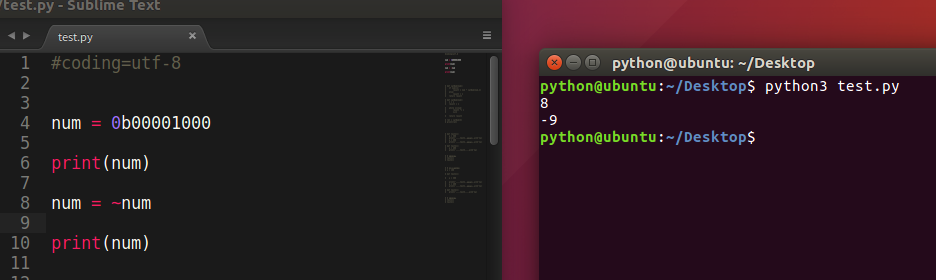 /test.py - Sublime Text
test.py
1 #coding=utf-8
2
3
4 num = 0b00001000
5
6 print(num)
7
8 num = ~num
9
10 print(num)
11
12
python@ubuntu: ~/Desktop
python@ubuntu:~/Desktop$ python3 test.py
8
-9
python@ubuntu:~/Desktop$